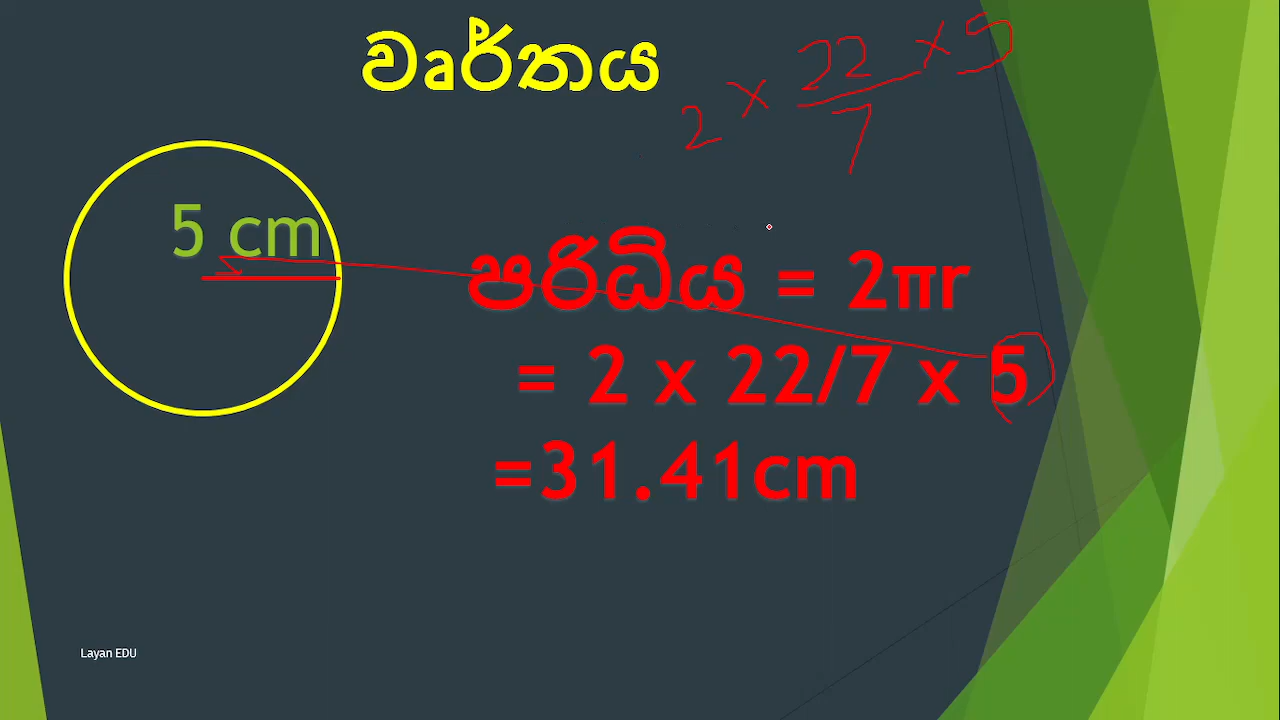 වෘර්තය
2 x 22/7 x 5
5 cm
පරිධිය = 2πr
= 2 x 22/7 x 5
=31.41cm
Layan EDU